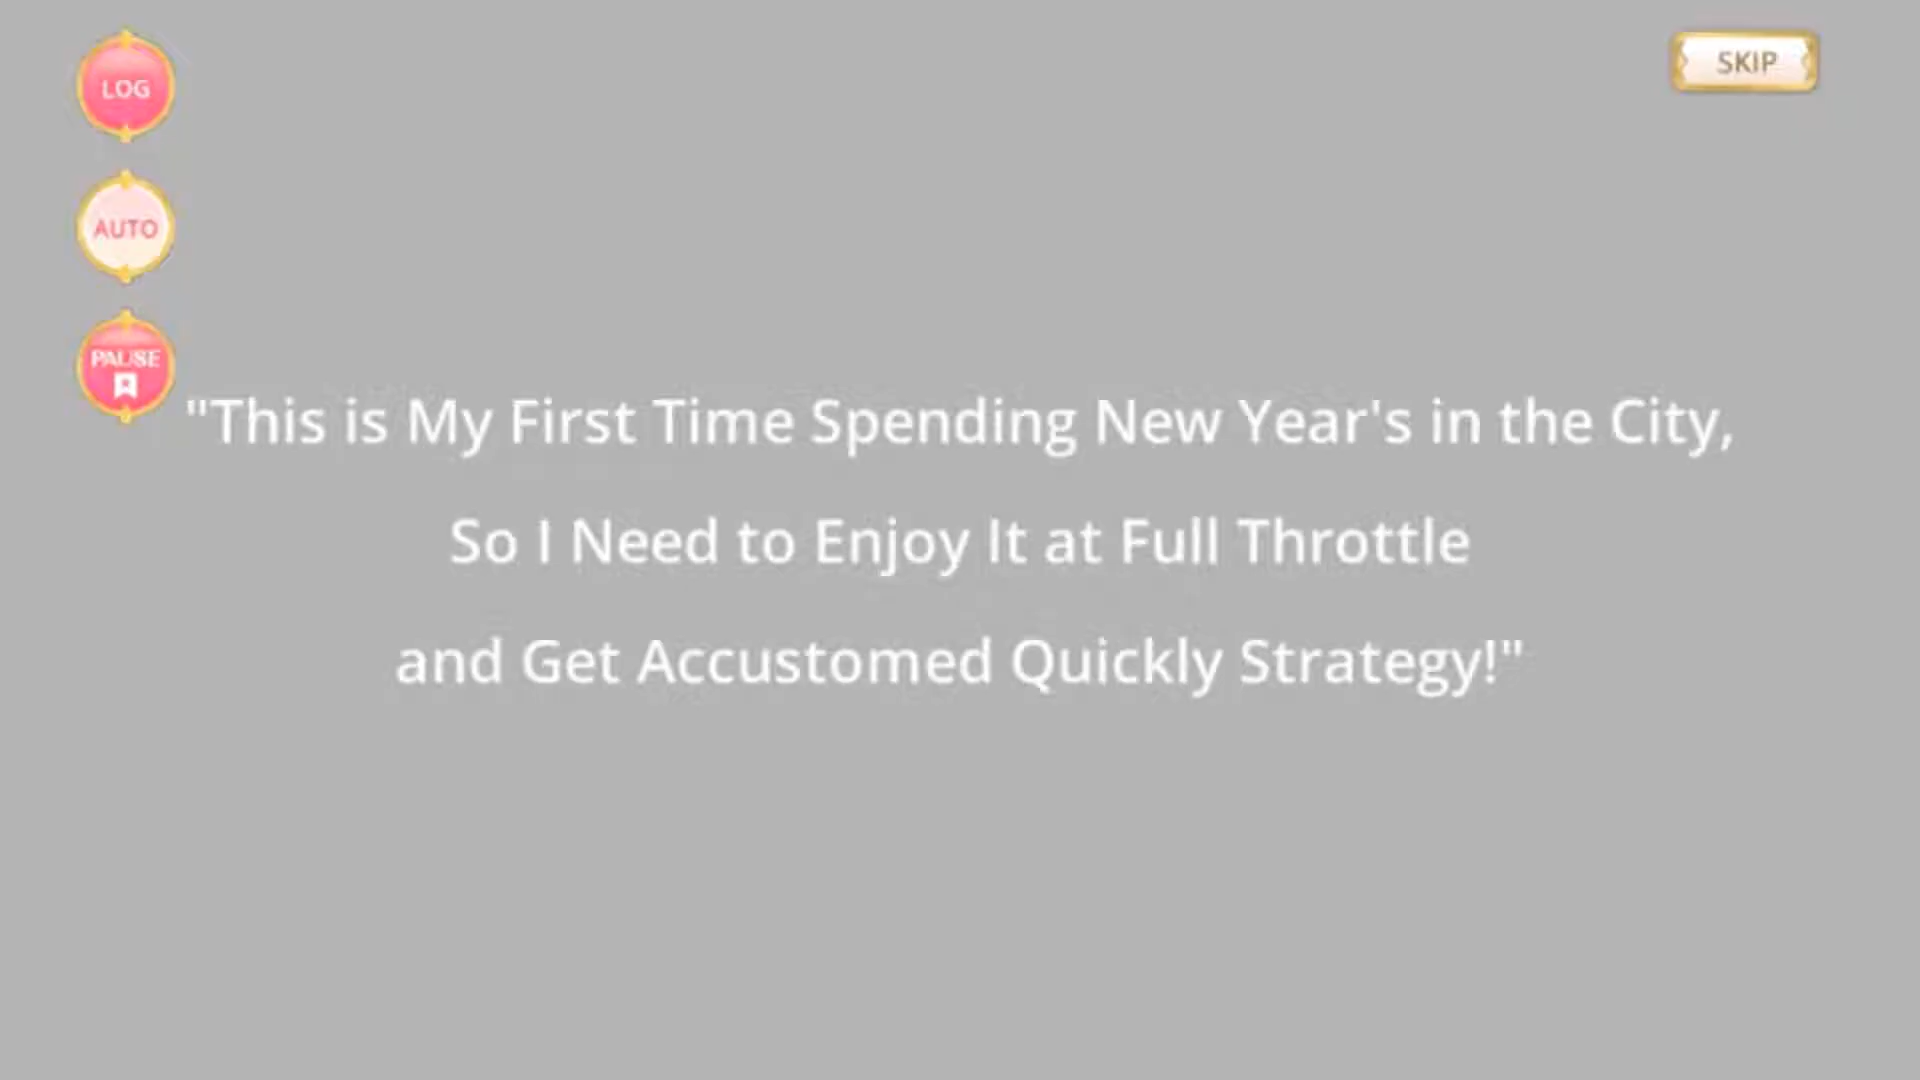 LOG
SKIP
AUTO
PAUSE
"This is My First Time Spending New Year's in the City,
So I Need to Enjoy It at Full Throttle
and Get Accustomed Quickly Strategy!"